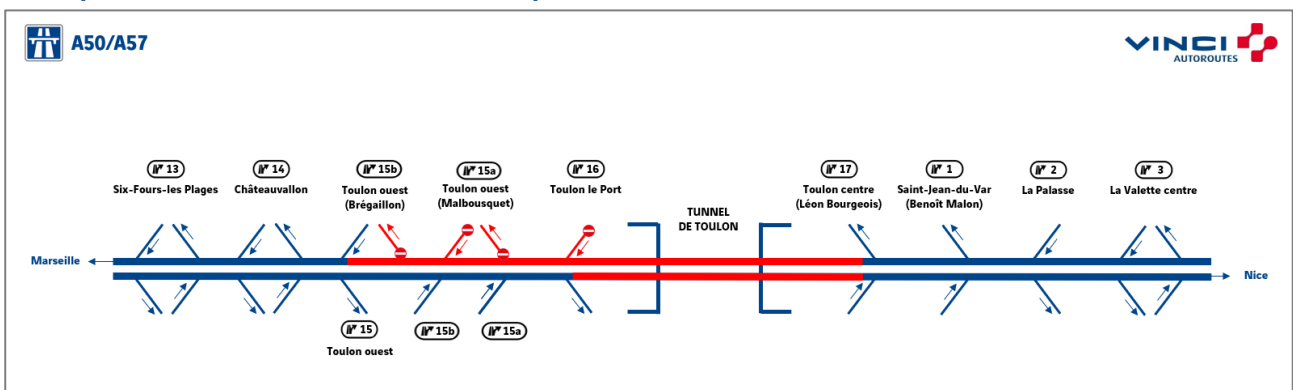 A50/A57
VINCI
AUTOROUTES
13
14
15b
15a
16
17
1
2
3
Six-Fours-les Plages
Châteauvallon
Toulon ouest
(Brégaillon)
Toulon ouest
(Malbousquet)
Toulon le Port
TUNNEL
DE TOULON
Toulon centre
(Léon Bourgeois)
Saint-Jean-du-Var
(Benoît Malon)
La Palasse
La Valette centre
Marseille
Nice
15
15b
15a
Toulon ouest